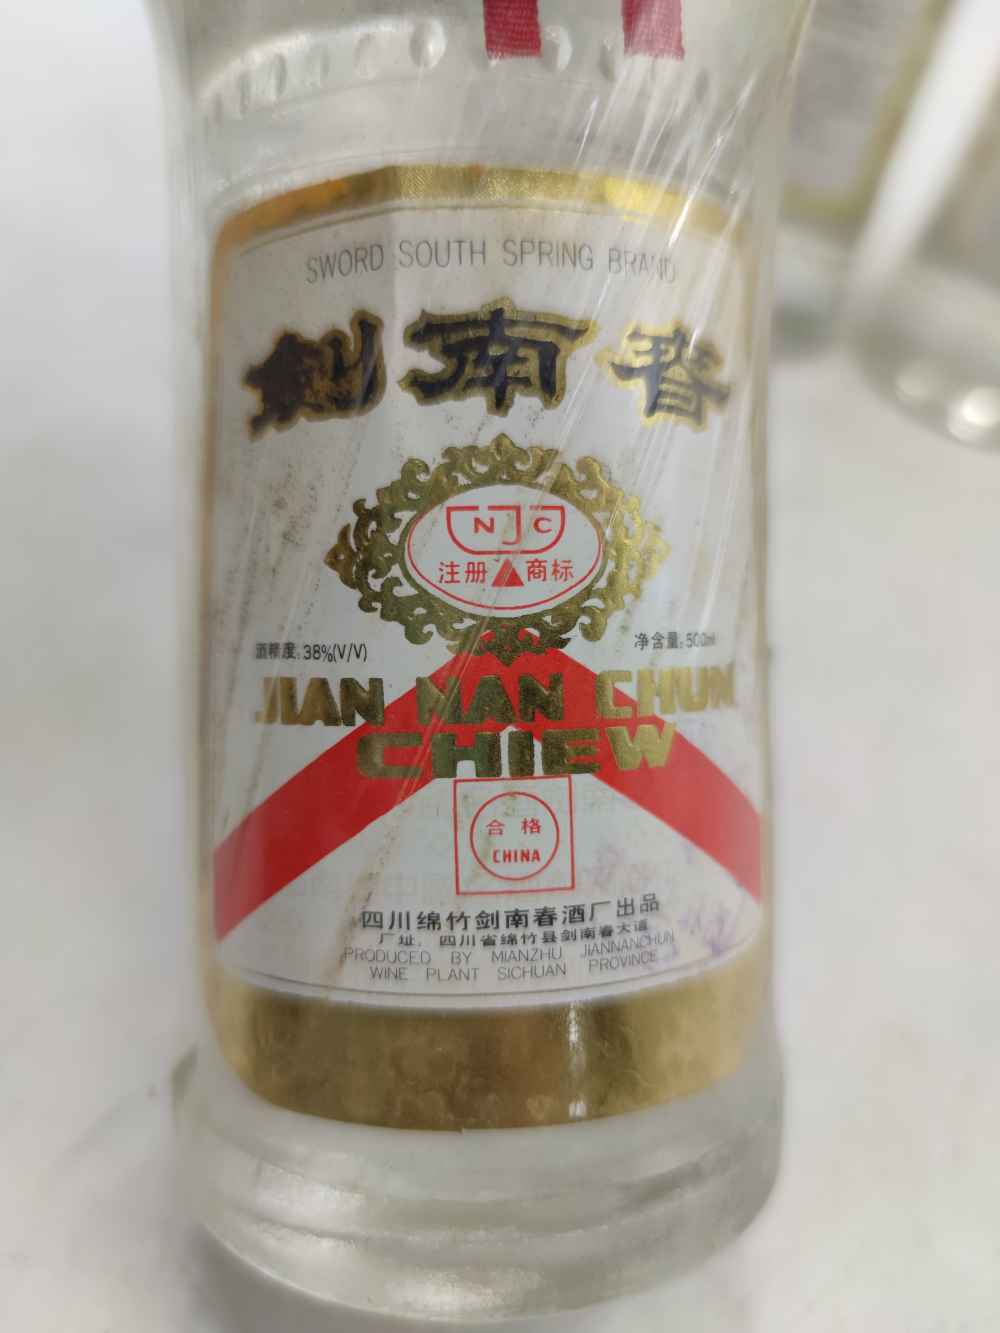 SWORD SOUTH SPRING BRAND
剑南春
NJC
注册 商标
酒精度:38%(V/V)
净含量:500ml
JIAN NAN CHUN
CHIEW
合格
CHINA
四川绵竹剑南春酒厂出品
厂址:四川省绵竹县剑南春大道
PRODUCED BY MIANZHU JIANNANCHUN
WINE PLANT SICHUAN PROVINCE